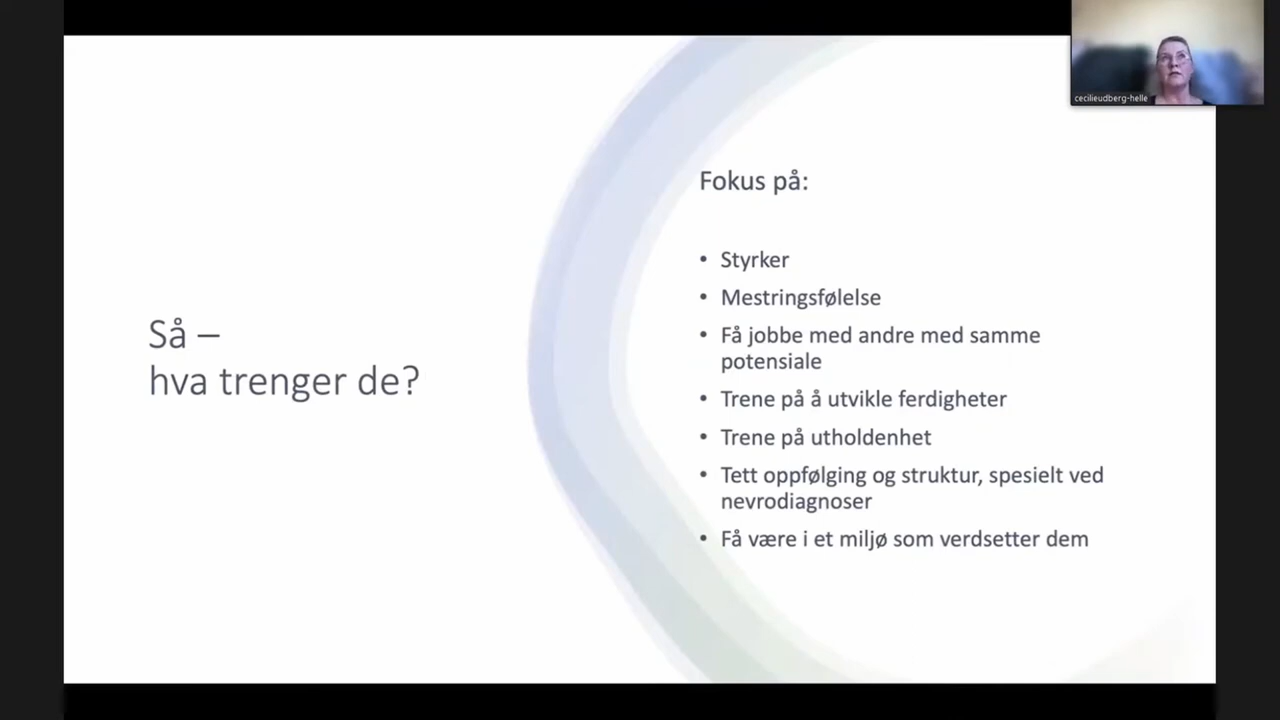 cecilieudberg-helle
Så –
hva trenger de?
Fokus på:
• Styrker
• Mestringsfølelse
• Få jobbe med andre med samme
potensiale
• Trene på å utvikle ferdigheter
• Trene på utholdenhet
• Tett oppfølging og struktur, spesielt ved
nevrodiagnoser
• Få være i et miljø som verdsetter dem